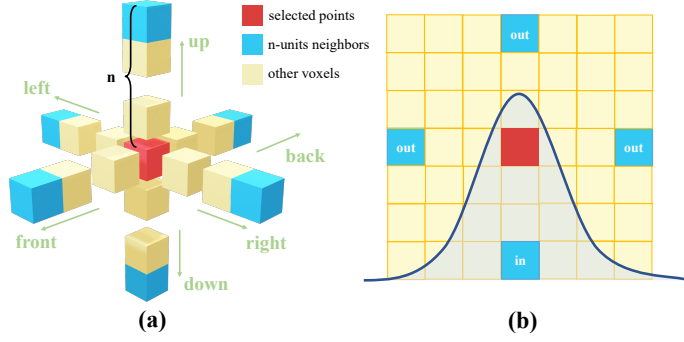 n
up
left
back
front
right
down
(a)
selected points
n-units neighbors
other voxels
out
out
out
in
(b)